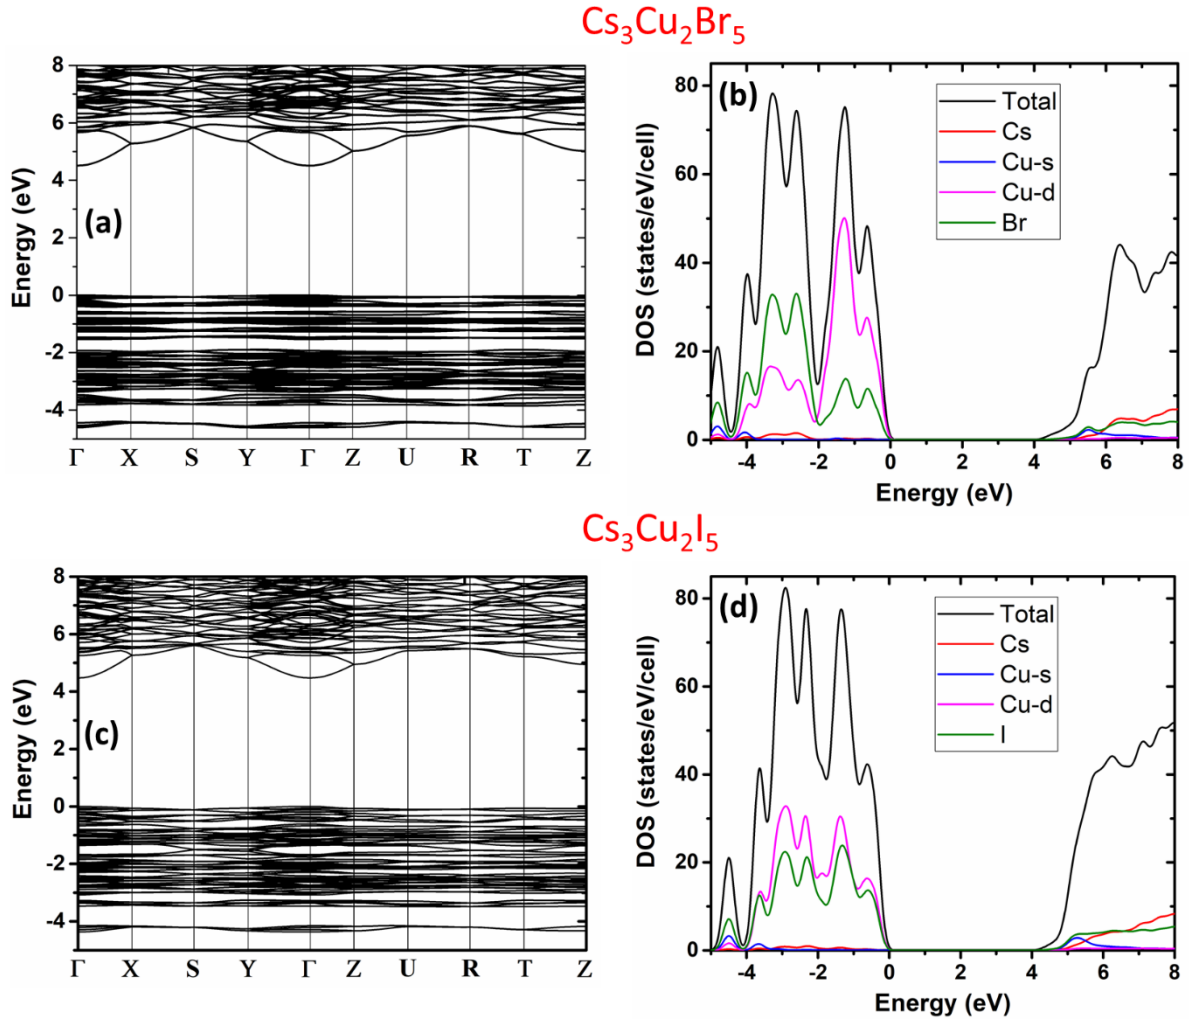 Cs₃Cu₂Br₅
8
6
4
2
0
-2
-4
Energy (eV)
(a)
Γ X S Y Γ Z U R T Z
(b)
80
60
40
20
0
DOS (states/eV/cell)
Total
Cs
Cu-s
Cu-d
Br
-4 -2 0 2 4 6 8
Energy (eV)
Cs₃Cu₂I₅
8
6
4
2
0
-2
-4
Energy (eV)
(c)
Γ X S Y Γ Z U R T Z
(d)
80
60
40
20
0
DOS (states/eV/cell)
Total
Cs
Cu-s
Cu-d
I
-4 -2 0 2 4 6 8
Energy (eV)